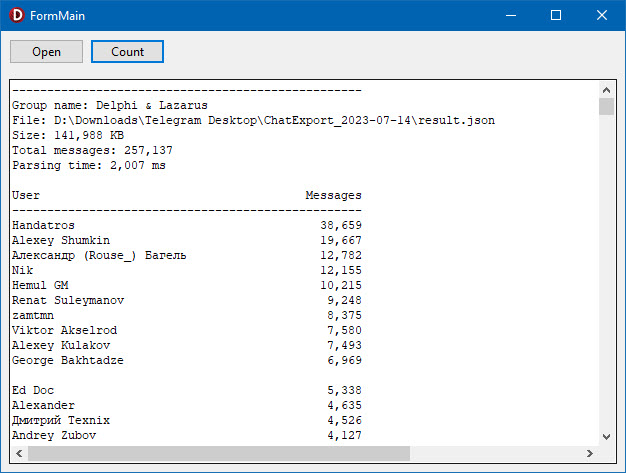 D FormMain
Open Count
--------------------------------------------------
Group name: Delphi & Lazarus
File: D:\Downloads\Telegram Desktop\ChatExport_2023-07-14\result.json
Size: 141,988 KB
Total messages: 257,137
Parsing time: 2,007 ms
User Messages
--------------------------------------------------
Handatros 38,659
Alexey Shumkin 19,667
Александр (Rouse_) Багель 12,782
Nik 12,155
Hemul GM 10,215
Renat Suleymanov 9,248
zamtmn 8,375
Viktor Akselrod 7,580
Alexey Kulakov 7,493
George Bakhtadze 6,969
Ed Doc 5,338
Alexander 4,635
Дмитрий Texnix 4,526
Andrey Zubov 4,127